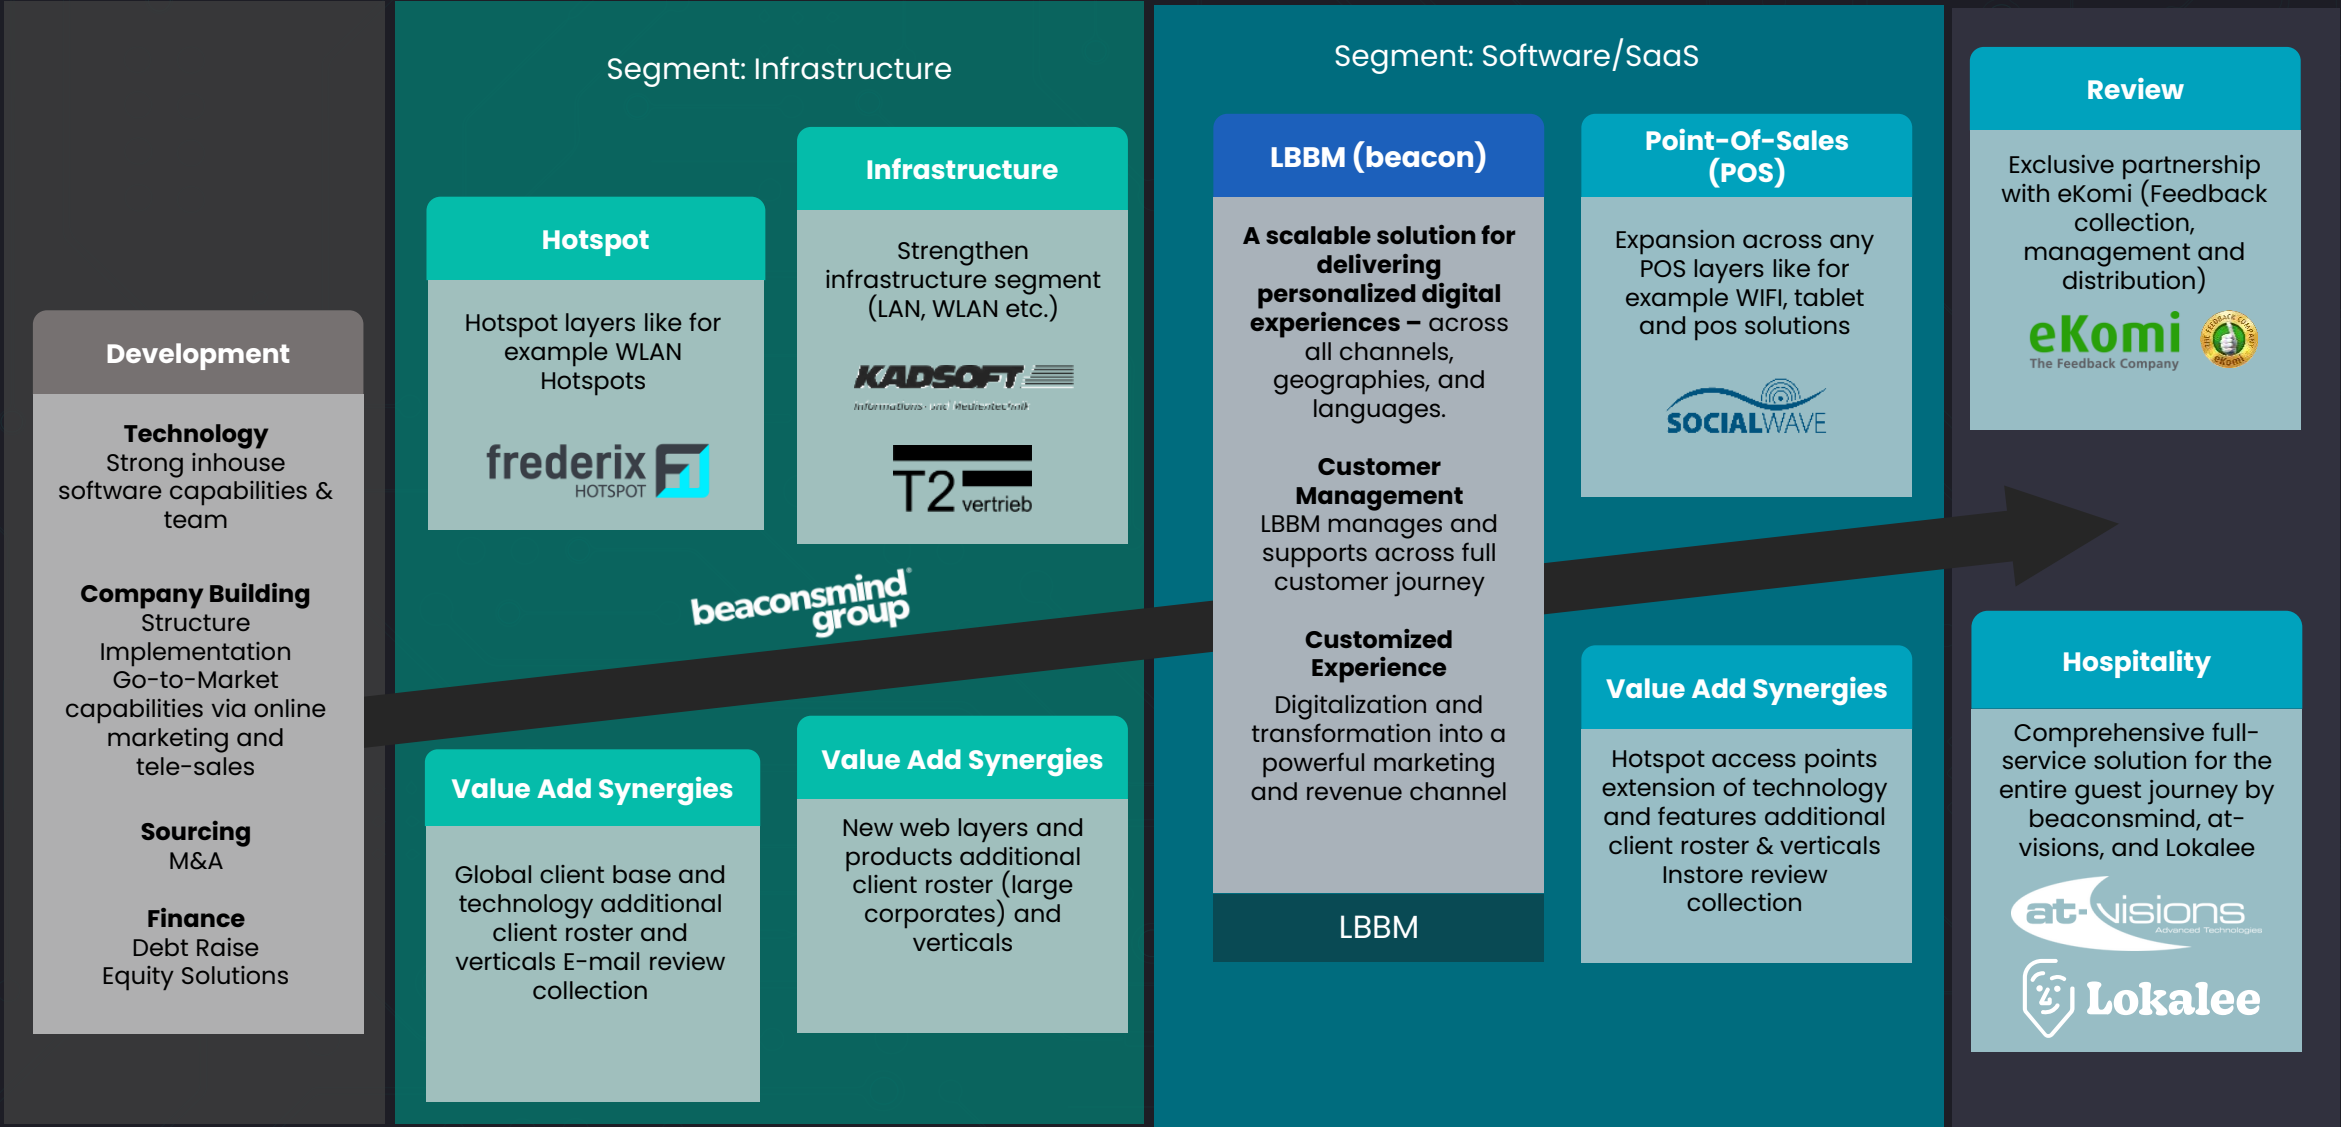 Development
Technology
Strong inhouse
software capabilities &
team
Company Building
Structure
Implementation
Go-to-Market
capabilities via online
marketing and
tele-sales
Sourcing
M&A
Finance
Debt Raise
Equity Solutions
Segment: Infrastructure
Hotspot
Hotspot layers like for
example WLAN
Hotspots
frederix
HOTSPOT
Infrastructure
Strengthen
infrastructure segment
(LAN, WLAN etc.)
KADSOFT
Informations- und Medientechnik
T2 vertrieb
beaconsmind
group
Value Add Synergies
Global client base and
technology additional
client roster and
verticals E-mail review
collection
Value Add Synergies
New web layers and
products additional
client roster (large
corporates) and
verticals
Segment: Software/SaaS
LBBM (beacon)
A scalable solution for
delivering
personalized digital
experiences – across
all channels,
geographies, and
languages.
Customer
Management
LBBM manages and
supports across full
customer journey
Customized
Experience
Digitalization and
transformation into a
powerful marketing
and revenue channel
LBBM
Point-Of-Sales
(POS)
Expansion across any
POS layers like for
example WIFI, tablet
and pos solutions
SOCIALWAVE
Value Add Synergies
Hotspot access points
extension of technology
and features additional
client roster & verticals
Instore review
collection
Review
Exclusive partnership
with eKomi (Feedback
collection,
management and
distribution)
eKomi
The Feedback Company
THE FEEDBACK COMPANY
eKomi
Hospitality
Comprehensive full-
service solution for the
entire guest journey by
beaconsmind, at-
visions, and Lokalee
at-visions
Advanced Technologies
Lokalee